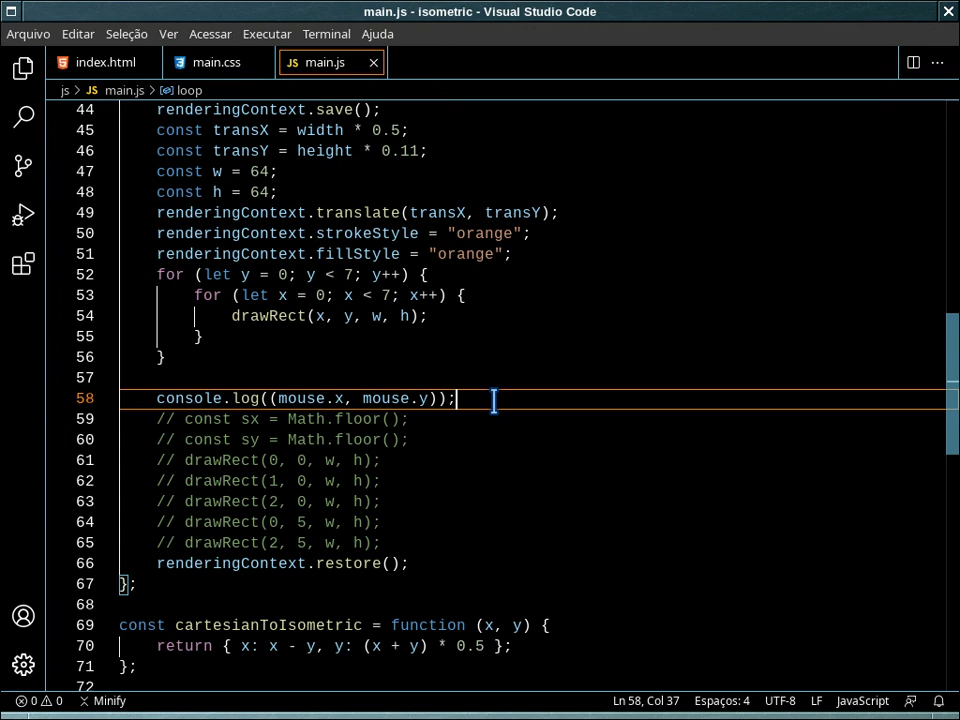 main.js - isometric - Visual Studio Code
Arquivo Editar Seleção Ver Acessar Executar Terminal Ajuda
index.html main.css JS main.js
js > JS main.js > loop
44 renderingContext.save();
45 const transX = width * 0.5;
46 const transY = height * 0.11;
47 const w = 64;
48 const h = 64;
49 renderingContext.translate(transX, transY);
50 renderingContext.strokeStyle = "orange";
51 renderingContext.fillStyle = "orange";
52 for (let y = 0; y < 7; y++) {
53 for (let x = 0; x < 7; x++) {
54 drawRect(x, y, w, h);
55 }
56 }
57
58 console.log((mouse.x, mouse.y));
59 // const sx = Math.floor();
60 // const sy = Math.floor();
61 // drawRect(0, 0, w, h);
62 // drawRect(1, 0, w, h);
63 // drawRect(2, 0, w, h);
64 // drawRect(0, 5, w, h);
65 // drawRect(2, 5, w, h);
66 renderingContext.restore();
67 };
68
69 const cartesianToIsometric = function (x, y) {
70 return { x: x - y, y: (x + y) * 0.5 };
71 };
72
0 0 Minify Ln 58, Col 37 Espaços: 4 UTF-8 LF JavaScript